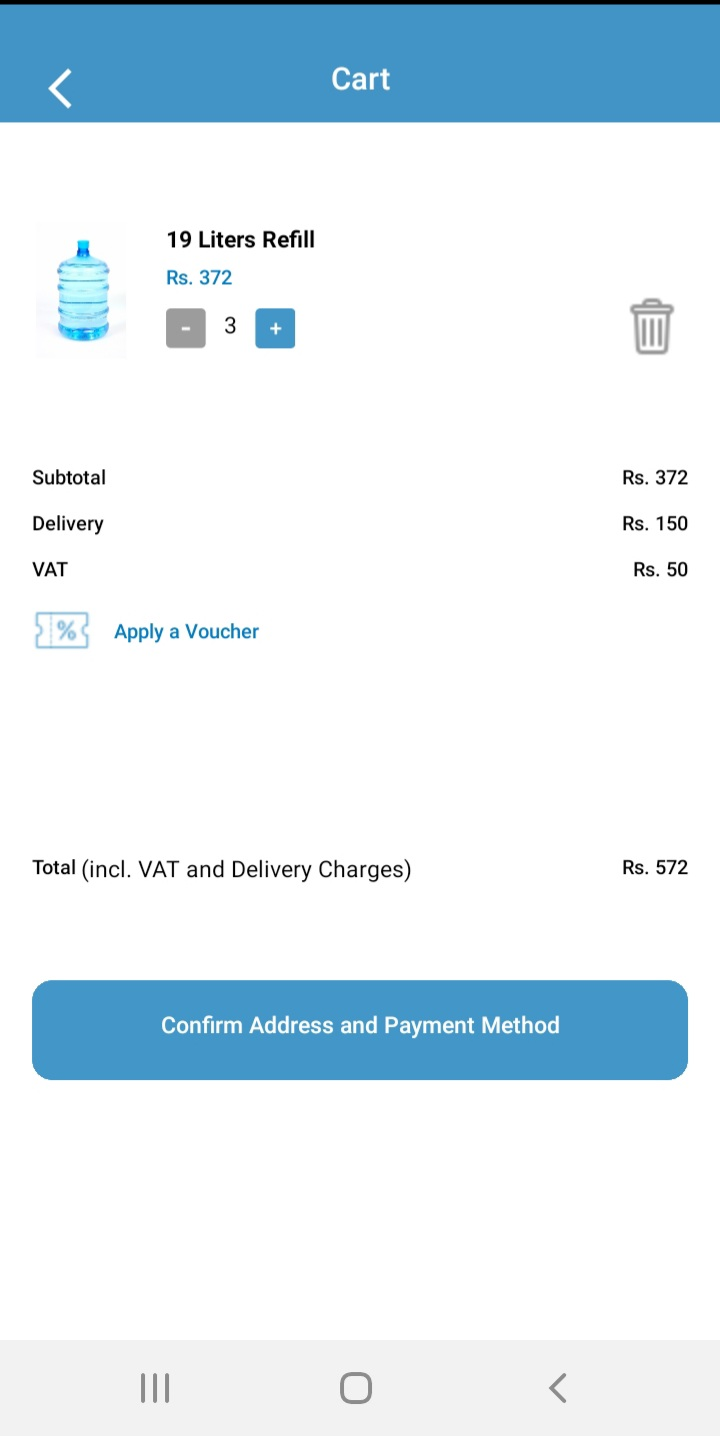 Cart
19 Liters Refill
Rs. 372
- 3 +
Subtotal Rs. 372
Delivery Rs. 150
VAT Rs. 50
% Apply a Voucher
Total (incl. VAT and Delivery Charges) Rs. 572
Confirm Address and Payment Method